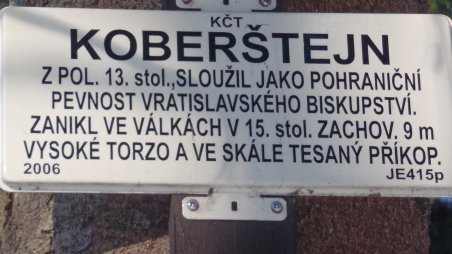 KČT
KOBERŠTEJN
Z POL. 13. stol.,SLOUŽIL JAKO POHRANIČNÍ
PEVNOST VRATISLAVSKÉHO BISKUPSTVÍ.
ZANIKL VE VÁLKÁCH V 15. stol. ZACHOV. 9 m
VYSOKÉ TORZO A VE SKÁLE TESANÝ PŘÍKOP.
2006 JE415p